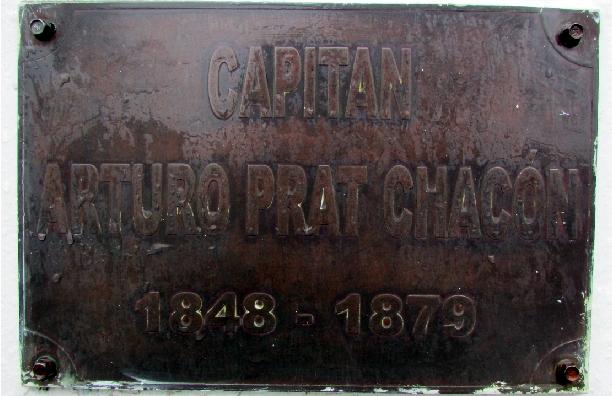 CAPITAN
ARTURO PRAT CHACÓN
1848 - 1879